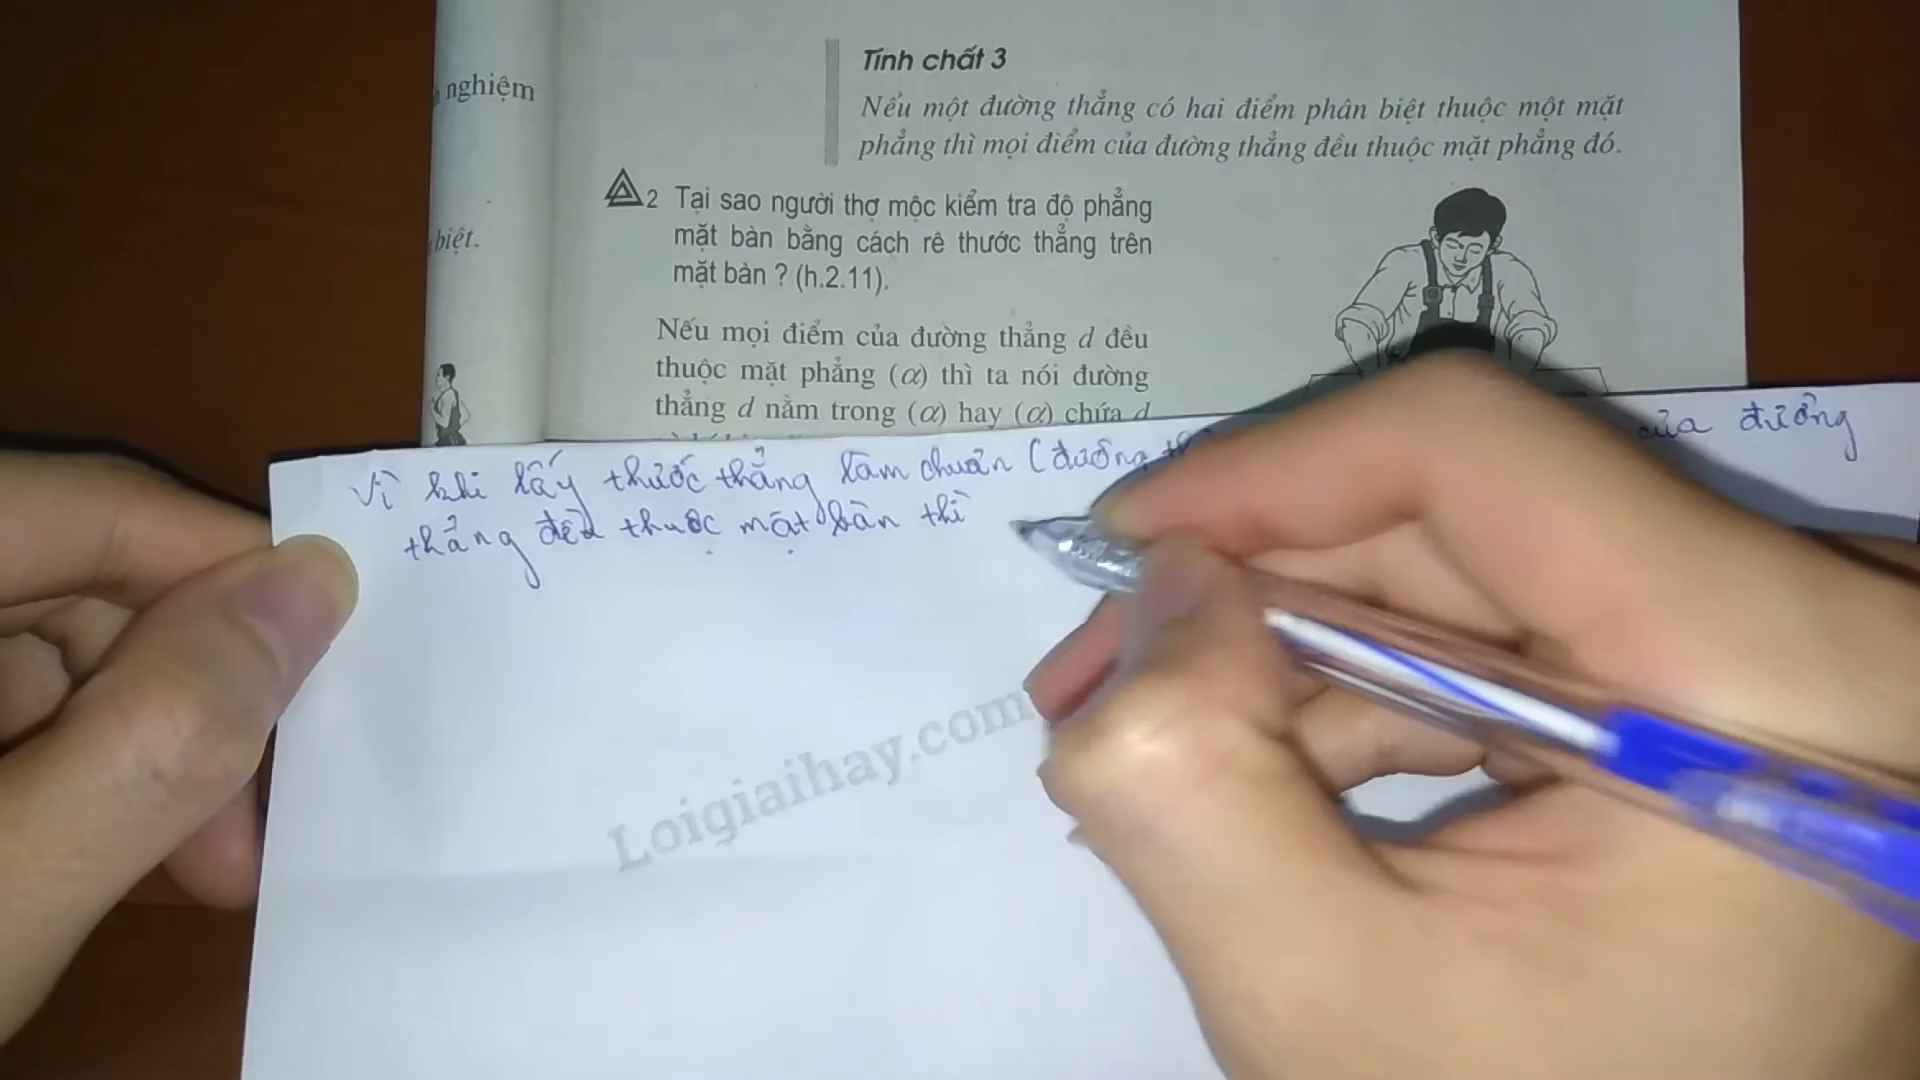 nghiệm
biệt.
Tính chất 3
Nếu một đường thẳng có hai điểm phân biệt thuộc một mặt
phẳng thì mọi điểm của đường thẳng đều thuộc mặt phẳng đó.
2 Tại sao người thợ mộc kiểm tra độ phẳng
mặt bàn bằng cách rê thước thẳng trên
mặt bàn ? (h.2.11).
Nếu mọi điểm của đường thẳng d đều
thuộc mặt phẳng (α) thì ta nói đường
thẳng d nằm trong (α) hay (α) chứa d
Vì khi lấy thước thẳng làm chuẩn (đường của đường
thẳng đều thuộc mặt bàn thì
Loigiaihay.com